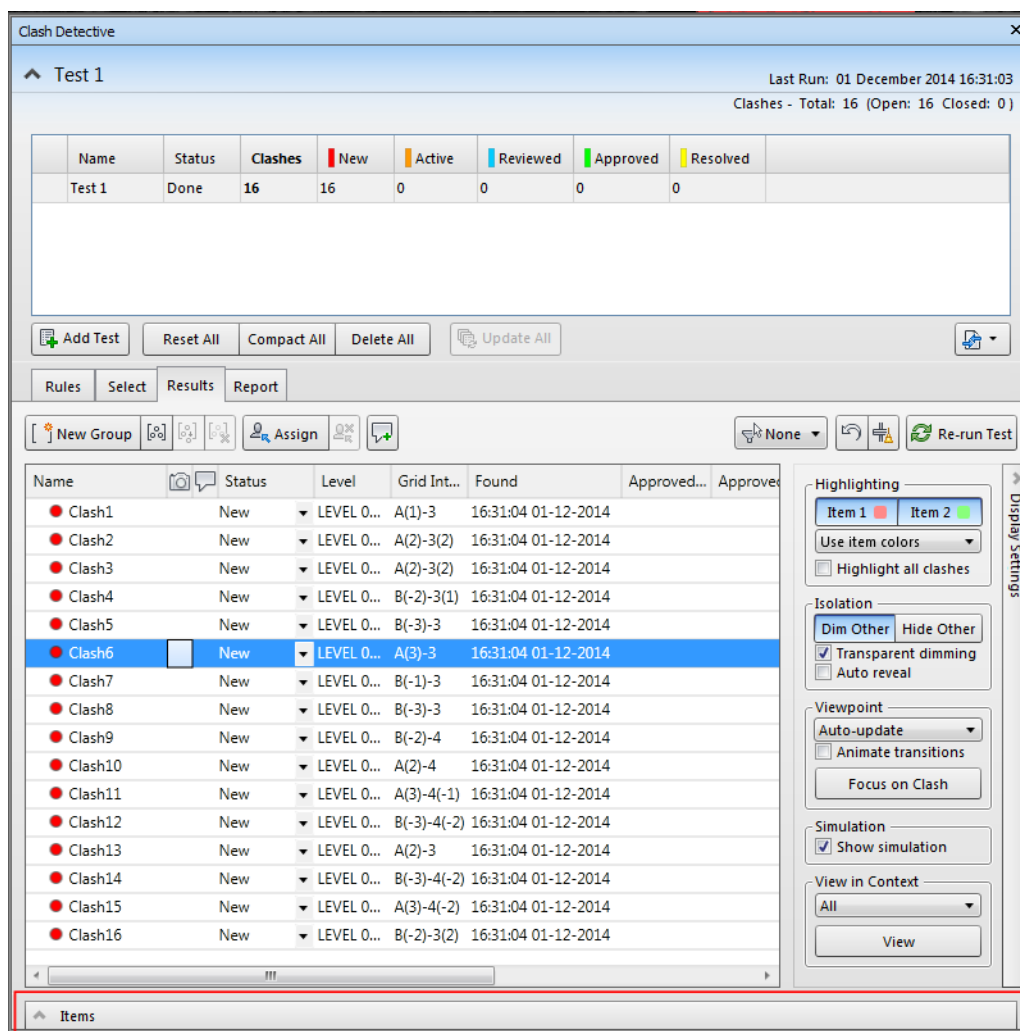 Clash Detective
Test 1
Last Run: 01 December 2014 16:31:03
Clashes - Total: 16 (Open: 16 Closed: 0)
Name Status Clashes New Active Reviewed Approved Resolved
Test 1 Done 16 16 0 0 0 0
Add Test Reset All Compact All Delete All Update All
Rules Select Results Report
New Group Assign None Re-run Test
Name Status Level Grid Int... Found Approved... Approved
Clash1 New LEVEL 0... A(1)-3 16:31:04 01-12-2014
Clash2 New LEVEL 0... A(2)-3(2) 16:31:04 01-12-2014
Clash3 New LEVEL 0... A(2)-3(2) 16:31:04 01-12-2014
Clash4 New LEVEL 0... B(-2)-3(1) 16:31:04 01-12-2014
Clash5 New LEVEL 0... B(-3)-3 16:31:04 01-12-2014
Clash6 New LEVEL 0... A(3)-3 16:31:04 01-12-2014
Clash7 New LEVEL 0... B(-1)-3 16:31:04 01-12-2014
Clash8 New LEVEL 0... B(-3)-3 16:31:04 01-12-2014
Clash9 New LEVEL 0... B(-2)-4 16:31:04 01-12-2014
Clash10 New LEVEL 0... A(2)-4 16:31:04 01-12-2014
Clash11 New LEVEL 0... A(3)-4(-1) 16:31:04 01-12-2014
Clash12 New LEVEL 0... B(-3)-4(-2) 16:31:04 01-12-2014
Clash13 New LEVEL 0... A(2)-3 16:31:04 01-12-2014
Clash14 New LEVEL 0... B(-3)-4(-2) 16:31:04 01-12-2014
Clash15 New LEVEL 0... A(3)-4(-2) 16:31:04 01-12-2014
Clash16 New LEVEL 0... B(-2)-3(2) 16:31:04 01-12-2014
Highlighting
Item 1 Item 2
Use item colors
Highlight all clashes
Isolation
Dim Other Hide Other
Transparent dimming
Auto reveal
Viewpoint
Auto-update
Animate transitions
Focus on Clash
Simulation
Show simulation
View in Context
All
View
Display Settings
Items